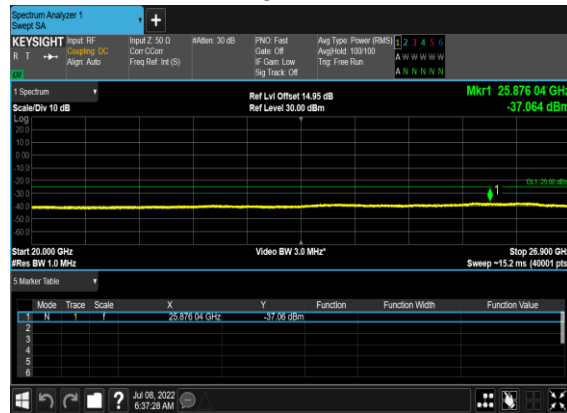 Spectrum Analyzer 1
Swept SA
+
KEYSIGHT Input: RF Input Z: 50 Ω #Atten: 30 dB PNO: Fast Avg Type: Power (RMS) 1 2 3 4 5 6
R T Coupling: DC Corr CCorr Gate: Off Avg|Hold: 100/100 A W W W W W
Align: Auto Freq Ref: Int (S) IF Gain: Low Trig: Free Run
LW Sig Track: Off A N N N N N
1 Spectrum Ref Lvl Offset 14.95 dB Mkr1 25.876 04 GHz
Scale/Div 10 dB Ref Level 30.00 dBm -37.064 dBm
Log
20.0
10.0
0.00
-10.0
-20.0
DL1 -25.00 dBm
-30.0
1
-40.0
-50.0
-60.0
Start 20.000 GHz Video BW 3.0 MHz* Stop 26.900 GHz
#Res BW 1.0 MHz Sweep ~15.2 ms (40001 pts
5 Marker Table
Mode Trace Scale X Y Function Function Width Function Value
1 N 1 f 25.876 04 GHz -37.06 dBm
2
3
4
5
6
? Jul 08, 2022
6:37:28 AM